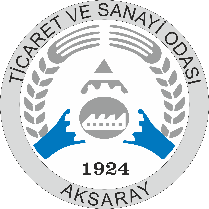 TİCARET VE SANAYİ ODASI
1924
AKSARAY